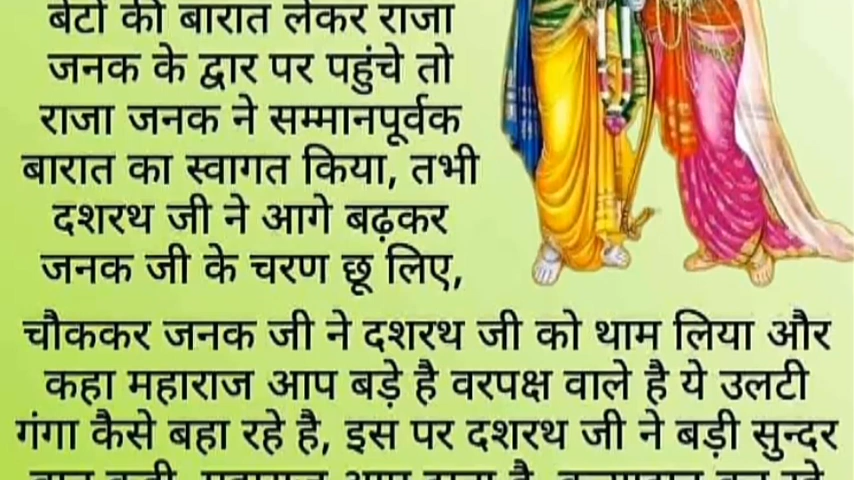 बेटों की बारात लेकर राजा
जनक के द्वार पर पहुंचे तो
राजा जनक ने सम्मानपूर्वक
बारात का स्वागत किया, तभी
दशरथ जी ने आगे बढ़कर
जनक जी के चरण छू लिए,
चौककर जनक जी ने दशरथ जी को थाम लिया और
कहा महाराज आप बड़े है वरपक्ष वाले है ये उलटी
गंगा कैसे बहा रहे है, इस पर दशरथ जी ने बड़ी सुन्दर